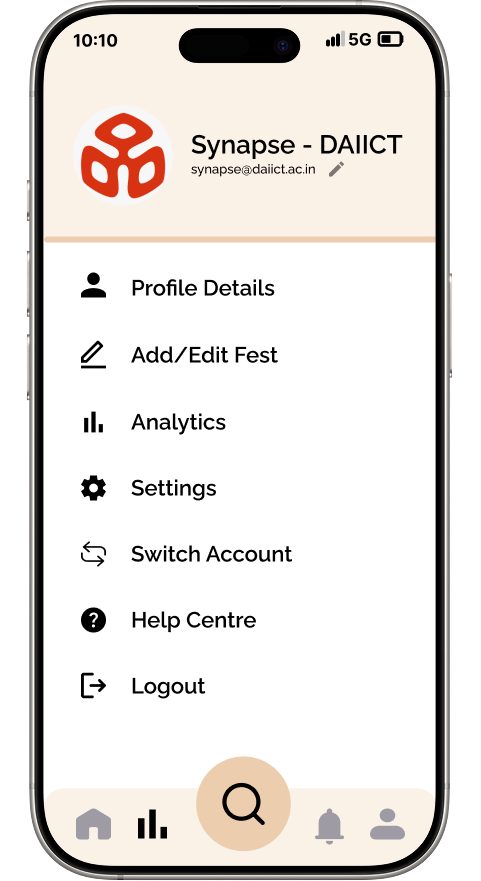 10:10
5G
Synapse - DAIICT
synapse@daiict.ac.in
Profile Details
Add/Edit Fest
Analytics
Settings
Switch Account
Help Centre
Logout